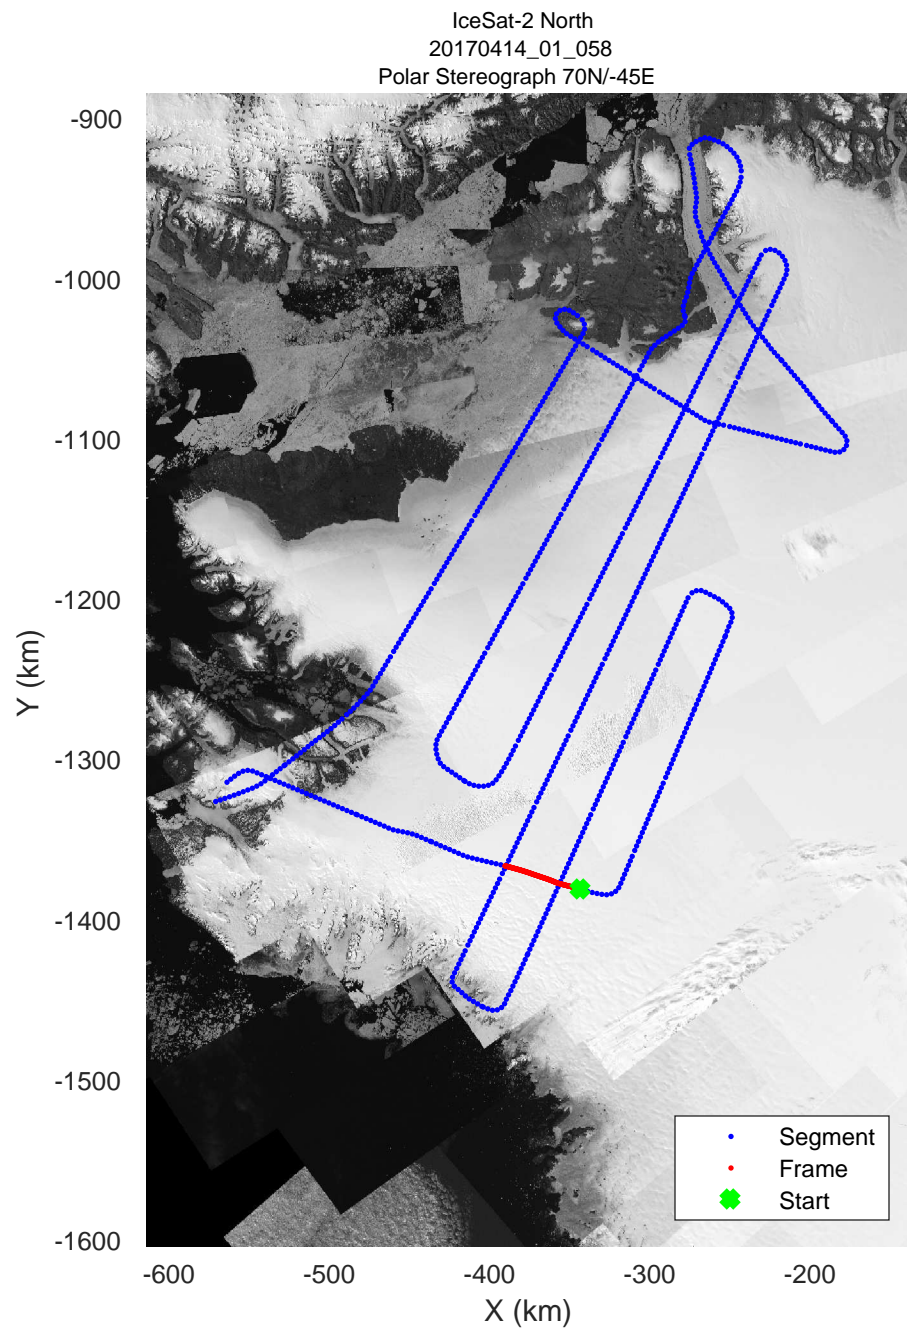 IceSat-2 North
20170414_01_058
Polar Stereograph 70N/-45E
-900
-1000
-1100
-1200
-1300
-1400
-1500
-1600
Y (km)
-600 -500 -400 -300 -200
X (km)
Segment
Frame
Start